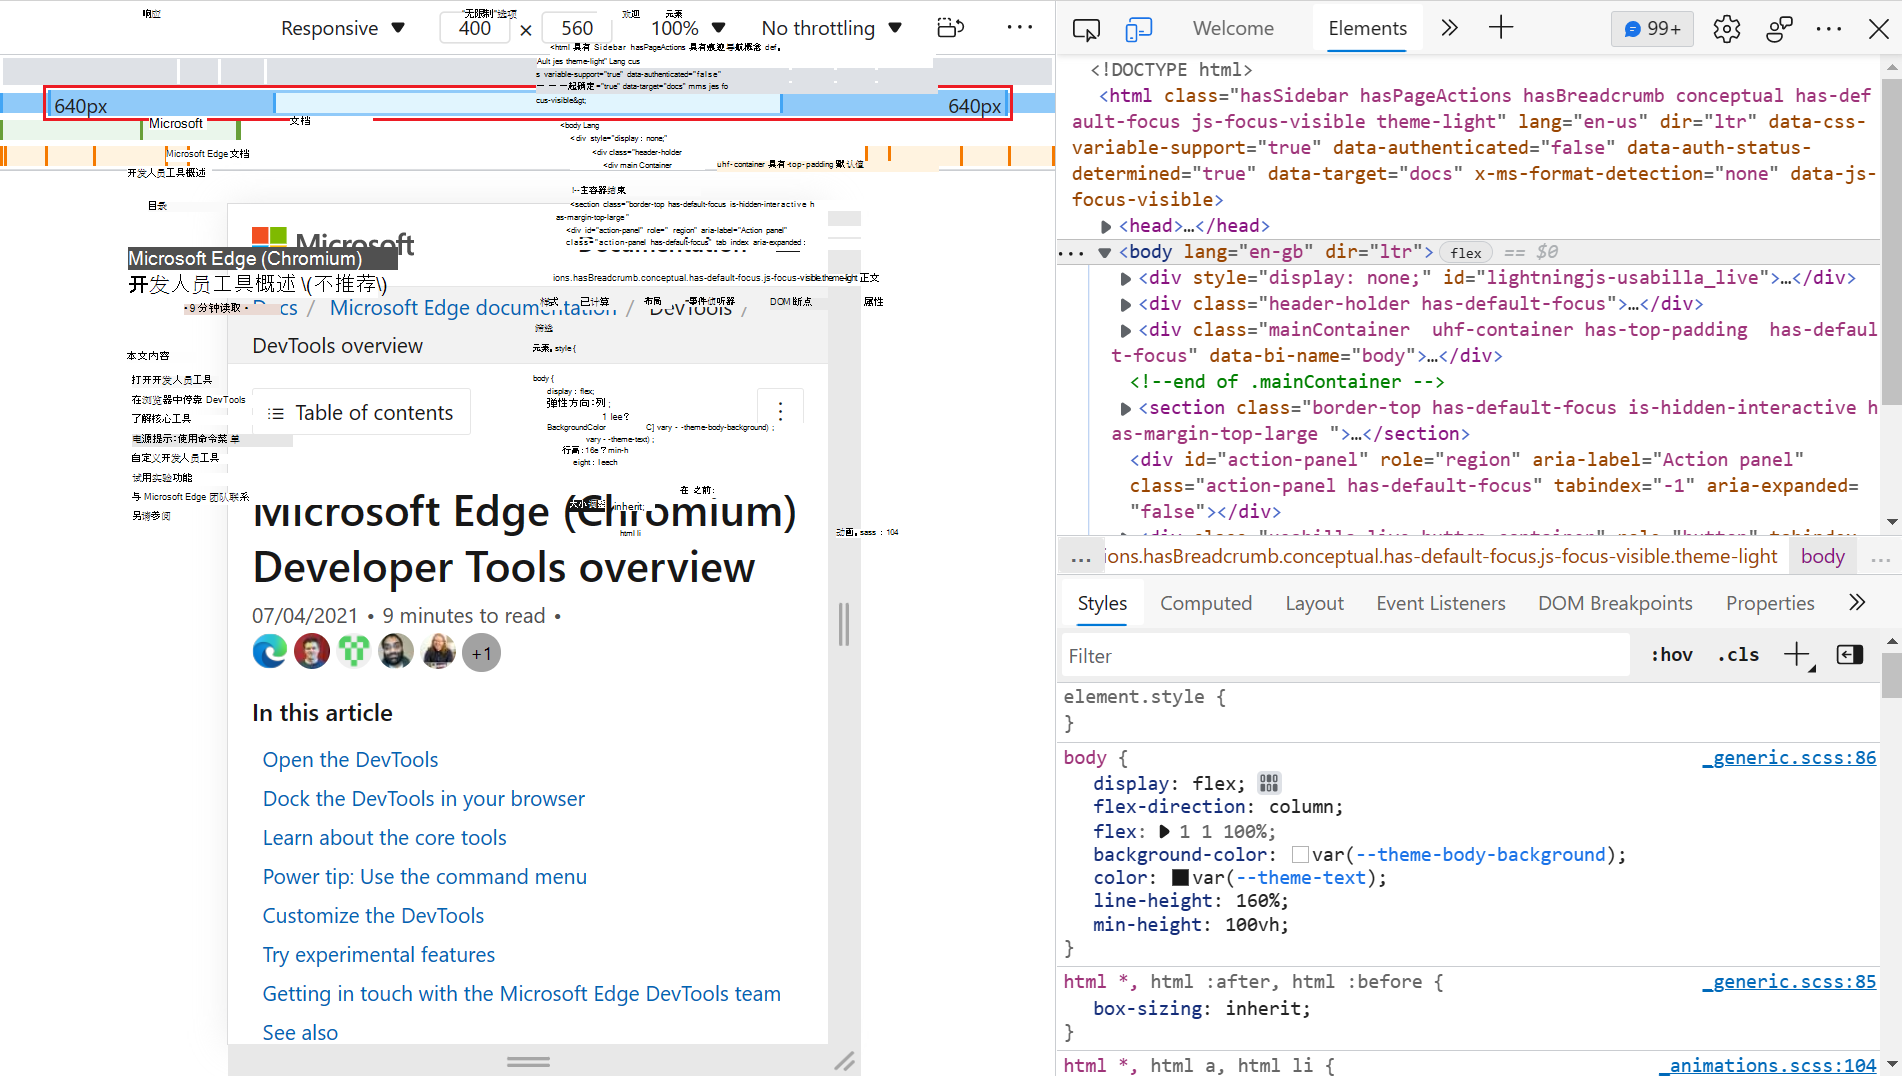 响应
"无限制"选项
欢迎
元素
Responsive
400
×
560
100%
No throttling
Welcome
Elements
99+
<html 具有 Sidebar hasPageActions 具有痕迹导航概念 def。
Ault jes theme-light" Lang cus
s variable-support="true" data-authenticated="false"
一 一 一起确定 ="true" data-target="docs" mms jes fo
cus-visible&gt;
640px
640px
Microsoft
文档
<body Lang
<div style="display: none;"
<div class="header-holder
<div main Container
uhf-container 具有 -top-padding 默认值
Microsoft Edge 文档
开发人员工具概述
目录
!--主容器结束
<section class="border-top has-default-focus is-hidden-interactive h
as-margin-top-large "
<div id="action-panel" role=" region" aria-label="Action panel"
class="action-panel has-default-focus" tab index aria-expanded :
Microsoft
Microsoft Edge (Chromium)
开发人员工具概述 \(不推荐\)
• 9 分钟读取 •
ions.hasBreadcrumb.conceptual.has-default-focus.js-focus-visible.theme-light 正文
样式
已计算
布局
事件侦听器
DOM 断点
属性
cs / Microsoft Edge documentation / DevTools /
筛选
DevTools overview
元素。style {
本文内容
打开开发人员工具
在浏览器中停靠 DevTools
了解核心工具
电源提示：使用命令菜 单
自定义开发人员工具
试用实验功能
与 Microsoft Edge 团队联系
另请参阅
Table of contents
body {
display : flex;
弹性方向：列 ;
1 lee?
BackgroundColor
C] vary - -theme-body-background) ;
vary - -theme-text) ;
行高：16e ? min-h
eight : leech
在 之前：
大小调整
inherit;
html li
动画。sass : 104
Microsoft Edge (Chromium)
Developer Tools overview
07/04/2021 • 9 minutes to read •
+1
In this article
Open the DevTools
Dock the DevTools in your browser
Learn about the core tools
Power tip: Use the command menu
Customize the DevTools
Try experimental features
Getting in touch with the Microsoft Edge DevTools team
See also
<!DOCTYPE html>
<html class="hasSidebar hasPageActions hasBreadcrumb conceptual has-def
ault-focus js-focus-visible theme-light" lang="en-us" dir="ltr" data-css-
variable-support="true" data-authenticated="false" data-auth-status-
determined="true" data-target="docs" x-ms-format-detection="none" data-js-
focus-visible>
<head>…</head>
<body lang="en-gb" dir="ltr"> flex == $0
<div style="display: none;" id="lightningjs-usabilla_live">…</div>
<div class="header-holder has-default-focus">…</div>
<div class="mainContainer  uhf-container has-top-padding  has-defaul
t-focus" data-bi-name="body">…</div>
<!--end of .mainContainer -->
<section class="border-top has-default-focus is-hidden-interactive h
as-margin-top-large ">…</section>
<div id="action-panel" role="region" aria-label="Action panel"
class="action-panel has-default-focus" tabindex="-1" aria-expanded=
"false"></div>
... ions.hasBreadcrumb.conceptual.has-default-focus.js-focus-visible.theme-light body ...
Styles
Computed
Layout
Event Listeners
DOM Breakpoints
Properties
Filter
:hov
.cls
element.style {
}
body {
_generic.scss:86
display: flex;
flex-direction: column;
flex: 1 1 100%;
background-color: var(--theme-body-background);
color: var(--theme-text);
line-height: 160%;
min-height: 100vh;
}
html *, html :after, html :before {
_generic.scss:85
box-sizing: inherit;
}
html *, html a, html li {
_animations.scss:104